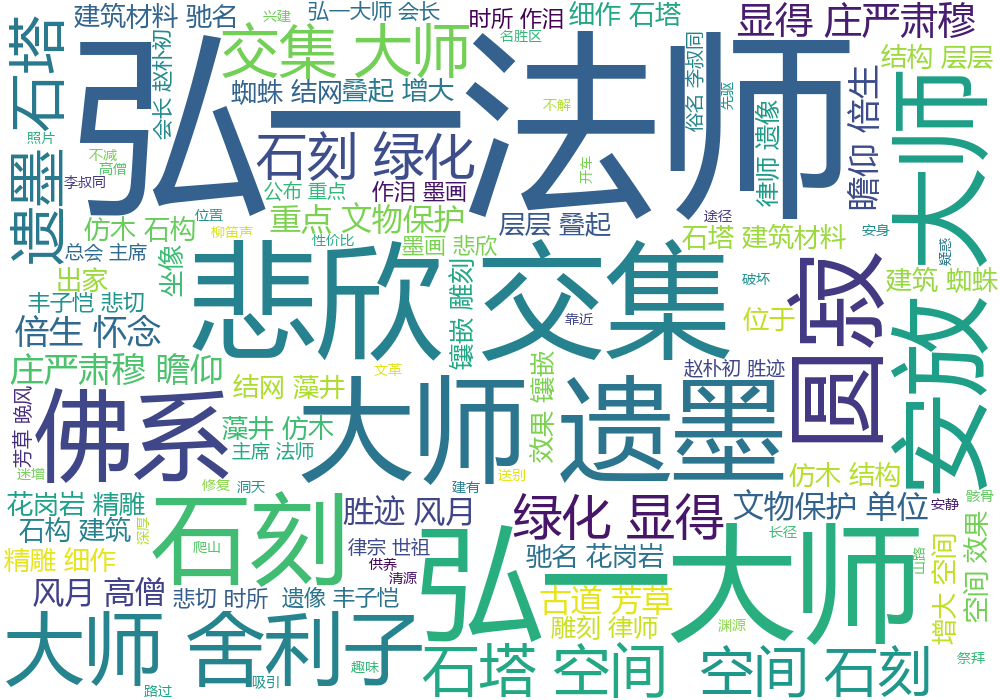 建筑材料 驰名
弘一大师 会长
时所 作泪
细作 石塔
显得 庄严肃穆
兴建
名胜区
交集 大师
石塔
遗墨
弘一法师
会长 赵朴初
俗名 李叔同
先驱
结构 层层
瞻仰 倍生
安放 大师
蜘蛛 结网
叠起 增大
不解
律师 遗像
照片
不减
高僧
李叔同
石刻 绿化
开车
公布 重点
作泪 墨画
位置
柳笛声
仿木 石构
重点 文物保护
层层 叠起
途径
安身
疑惑
总会 主席
坐像
性价比
墨画 悲欣
石塔 建筑材料
出家
悲欣 交集
镶嵌 雕刻
破坏
圆寂
建筑 蜘蛛
丰子恺 悲切
倍生 怀念
靠近
位于
庄严肃穆 瞻仰
文革
效果 镶嵌
赵朴初 胜迹
芳草 晚风
佛系
结网 藻井
大师 遗墨
藻井 仿木
主席 法师
迷增
修复
洞天
建有
送别
仿木 结构
骸骨
花岗岩 精雕
深厚
石刻
胜迹 风月
绿化 显得
文物保护 单位
安静
石构 建筑
爬山
律宗 世祖
弘一大师
驰名 花岗岩
长径
山路
增大 空间
空间 效果
精雕 细作
供养
清源
风月 高僧
悲切 时所
遗像 丰子恺
古道 芳草
雕刻 律师
渊源
大师 舍利子
趣味
吸引
路过
石塔 空间
空间 石刻
祭拜